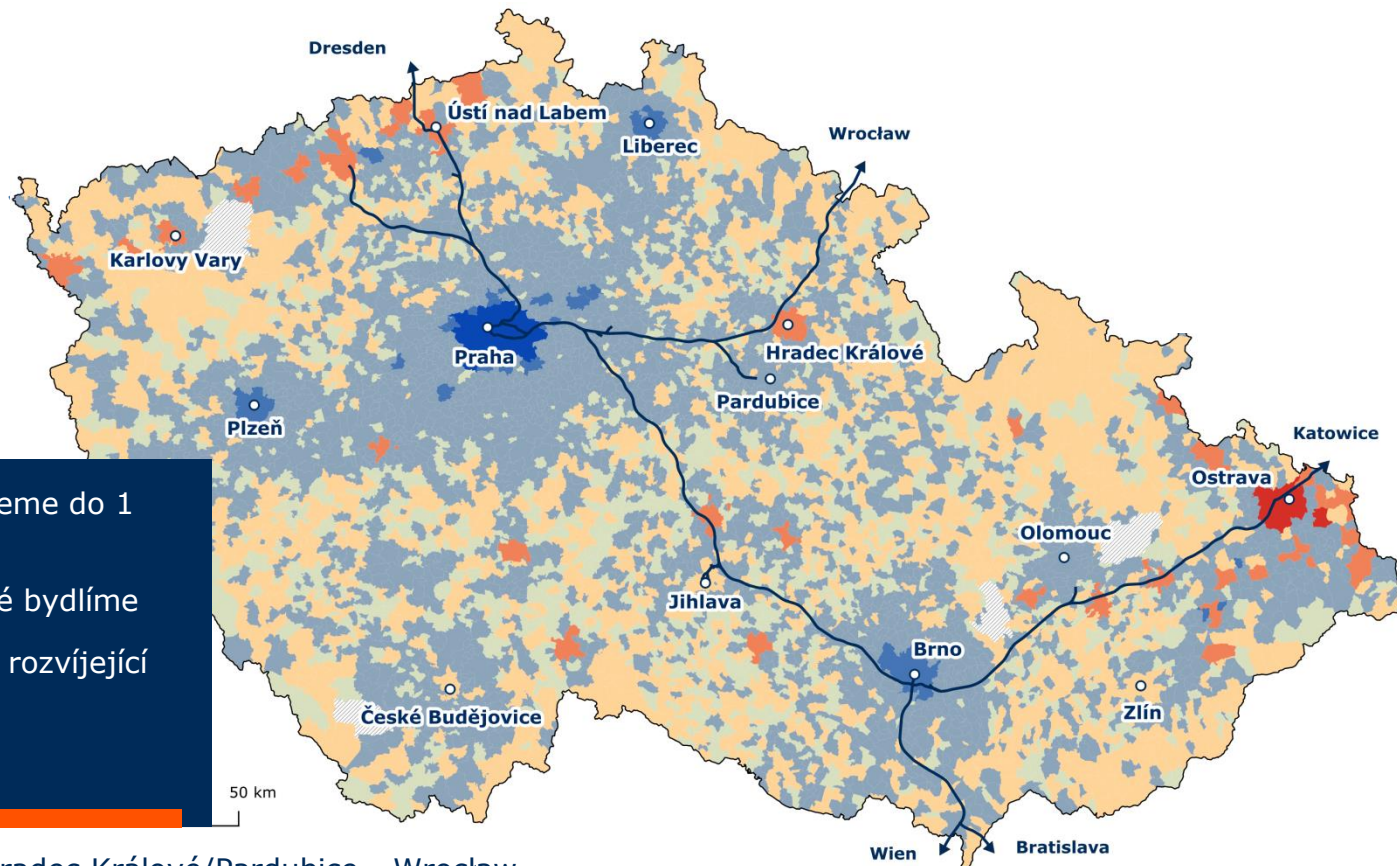 Dresden
Ústí nad Labem
Liberec
Wrocław
Karlovy Vary
Praha
Hradec Králové
Pardubice
Plzeň
Katowice
Ostrava
Olomouc
Jihlava
Brno
České Budějovice
Zlín
Wien
Bratislava
eme do 1
é bydlíme
rozvíjející
50 km
radec Králové/Pardubice – Wrocław